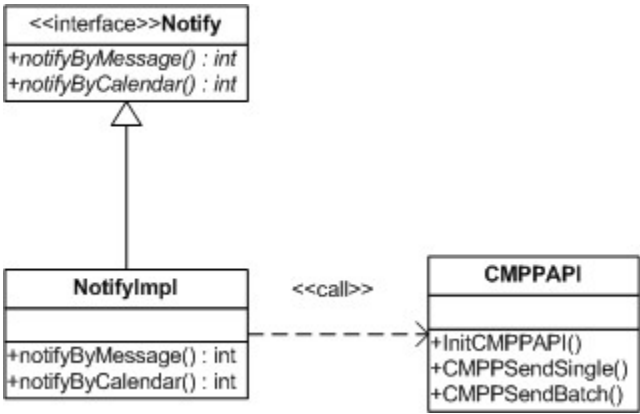 <<interface>>Notify
+notifyByMessage() : int
+notifyByCalendar() : int
NotifyImpl
+notifyByMessage() : int
+notifyByCalendar() : int
<<call>>
CMPPAPI
+InitCMPPAPI()
+CMPPSendSingle()
+CMPPSendBatch()